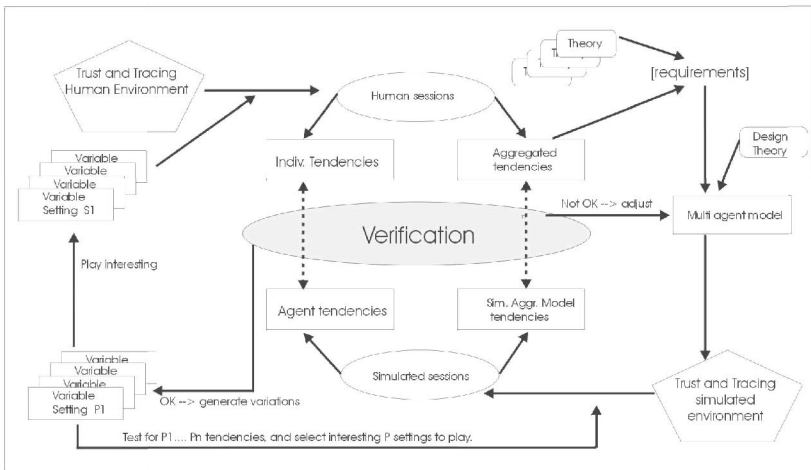 Theory
T
T
T
[requirements]
Trust and Tracing
Human Environment
Human sessions
Variable
Variable
Variable
Variable
Setting S1
Indiv. Tendencies
Aggregated
tendencies
Design
Theory
Not OK --> adjust
Multi agent model
Verification
Play interesting
Agent tendencies
Sim. Aggr. Model
tendencies
Variable
Variable
Variable
Variable
Setting P1
OK --> generate variations
Simulated sessions
Trust and Tracing
simulated
environment
Test for P1.... Pn tendencies, and select interesting P settings to play.